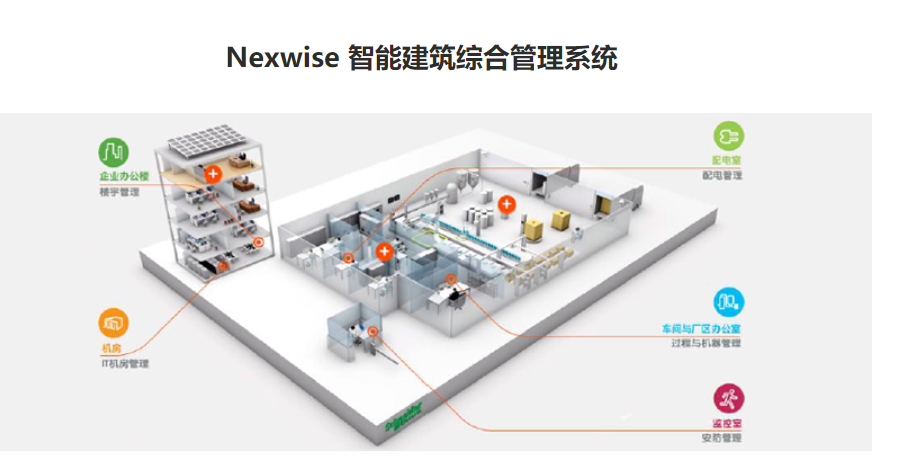 Nexwise 智能建筑综合管理系统
企业办公楼
楼宇管理
配电室
配电管理
机房
IT机房管理
车间与厂区办公室
过程与机器管理
监控室
安防管理
Schneider